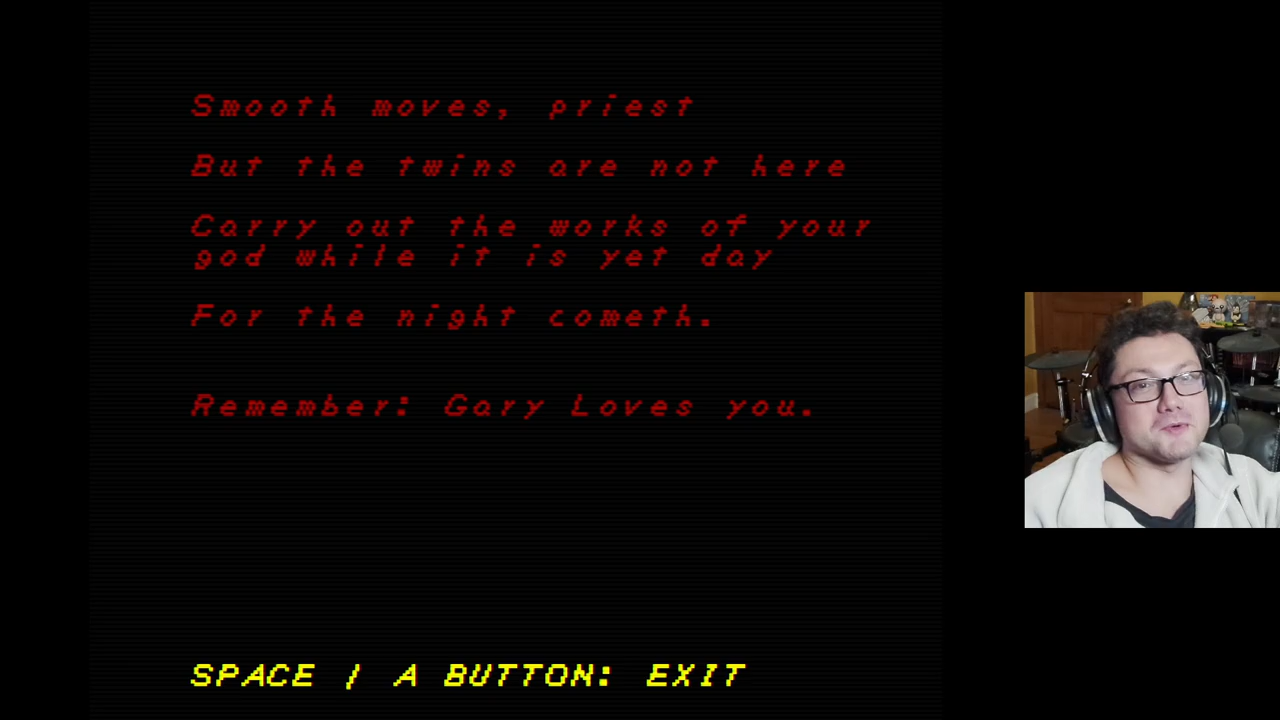 Smooth moves, priest
But the twins are not here
Carry out the works of your
god while it is yet day
For the night cometh.
Remember: Gary Loves you.
SPACE / A BUTTON: EXIT